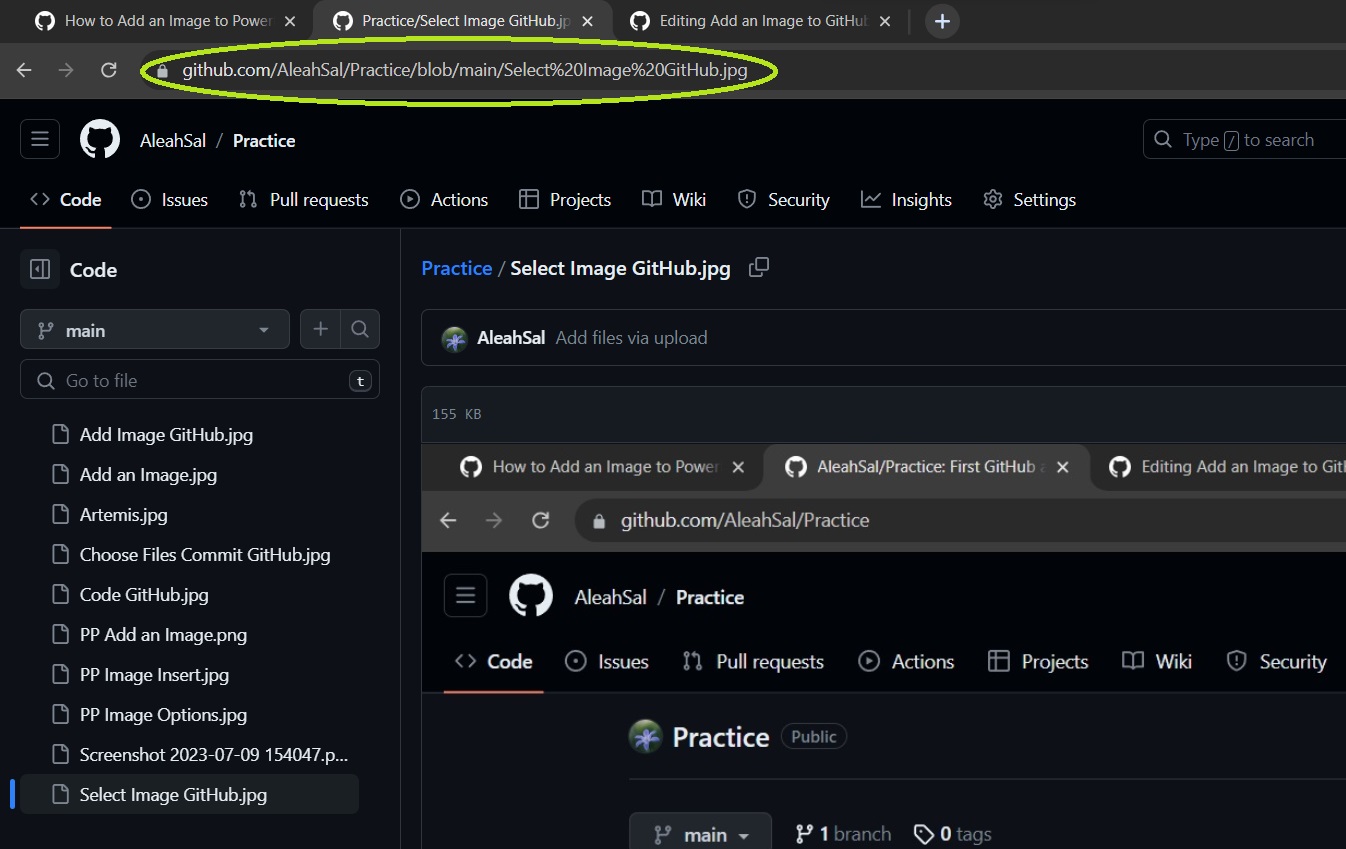 How to Add an Image to Power
Practice/Select Image GitHub.jp
Editing Add an Image to GitHub
github.com/AleahSal/Practice/blob/main/Select%20Image%20GitHub.jpg
AleahSal / Practice
Type / to search
Code Issues Pull requests Actions Projects Wiki Security Insights Settings
Code
main
Go to file t
Add Image GitHub.jpg
Add an Image.jpg
Artemis.jpg
Choose Files Commit GitHub.jpg
Code GitHub.jpg
PP Add an Image.png
PP Image Insert.jpg
PP Image Options.jpg
Screenshot 2023-07-09 154047.p...
Select Image GitHub.jpg
Practice / Select Image GitHub.jpg
AleahSal Add files via upload
155 KB
How to Add an Image to Power
AleahSal/Practice: First GitHub a
Editing Add an Image to GitH
github.com/AleahSal/Practice
AleahSal / Practice
Code Issues Pull requests Actions Projects Wiki Security
Practice Public
main 1 branch 0 tags